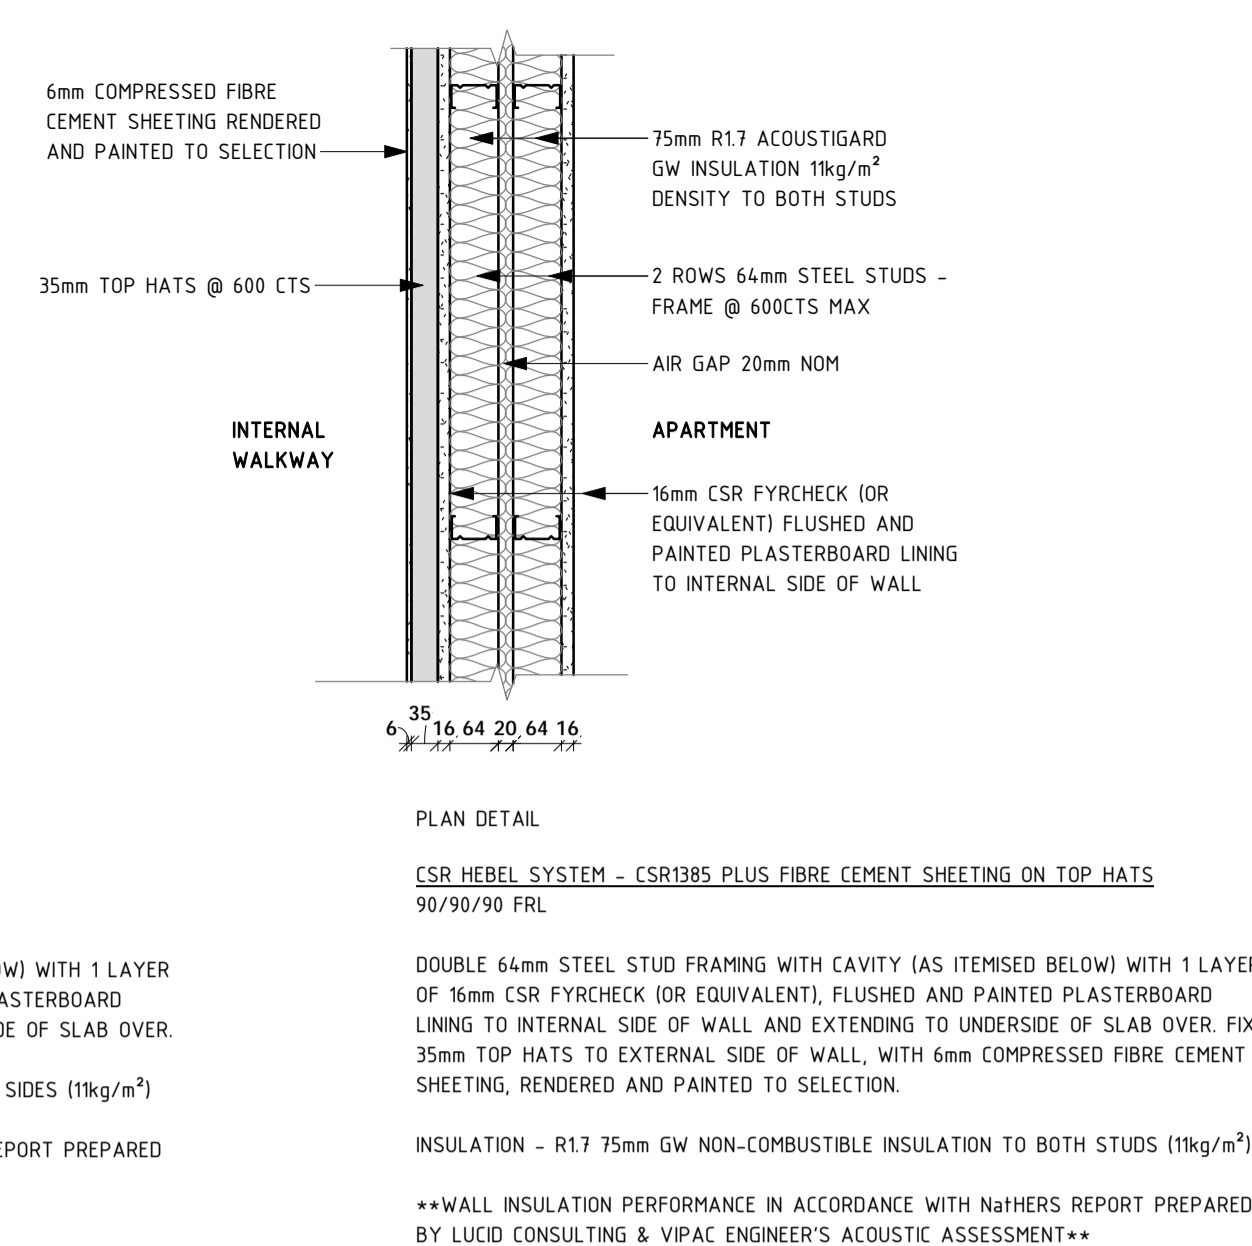 6mm COMPRESSED FIBRE
CEMENT SHEETING RENDERED
AND PAINTED TO SELECTION
35mm TOP HATS @ 600 CTS
INTERNAL
WALKWAY
75mm R1.7 ACOUSTIGARD
GW INSULATION 11kg/m²
DENSITY TO BOTH STUDS
2 ROWS 64mm STEEL STUDS -
FRAME @ 600CTS MAX
AIR GAP 20mm NOM
APARTMENT
16mm CSR FYRCHECK (OR
EQUIVALENT) FLUSHED AND
PAINTED PLASTERBOARD LINING
TO INTERNAL SIDE OF WALL
6 35 16 64 20 64 16
PLAN DETAIL
CSR HEBEL SYSTEM - CSR1385 PLUS FIBRE CEMENT SHEETING ON TOP HATS
90/90/90 FRL
DOUBLE 64mm STEEL STUD FRAMING WITH CAVITY (AS ITEMISED BELOW) WITH 1 LAYER
OF 16mm CSR FYRCHECK (OR EQUIVALENT), FLUSHED AND PAINTED PLASTERBOARD
LINING TO INTERNAL SIDE OF WALL AND EXTENDING TO UNDERSIDE OF SLAB OVER. FIX
35mm TOP HATS TO EXTERNAL SIDE OF WALL, WITH 6mm COMPRESSED FIBRE CEMENT
SHEETING, RENDERED AND PAINTED TO SELECTION.
INSULATION - R1.7 75mm GW NON-COMBUSTIBLE INSULATION TO BOTH STUDS (11kg/m²)
**WALL INSULATION PERFORMANCE IN ACCORDANCE WITH NatHERS REPORT PREPARED
BY LUCID CONSULTING & VIPAC ENGINEER'S ACOUSTIC ASSESSMENT**
OW) WITH 1 LAYER
ASTERBOARD
DE OF SLAB OVER.
SIDES (11kg/m²)
EPORT PREPARED